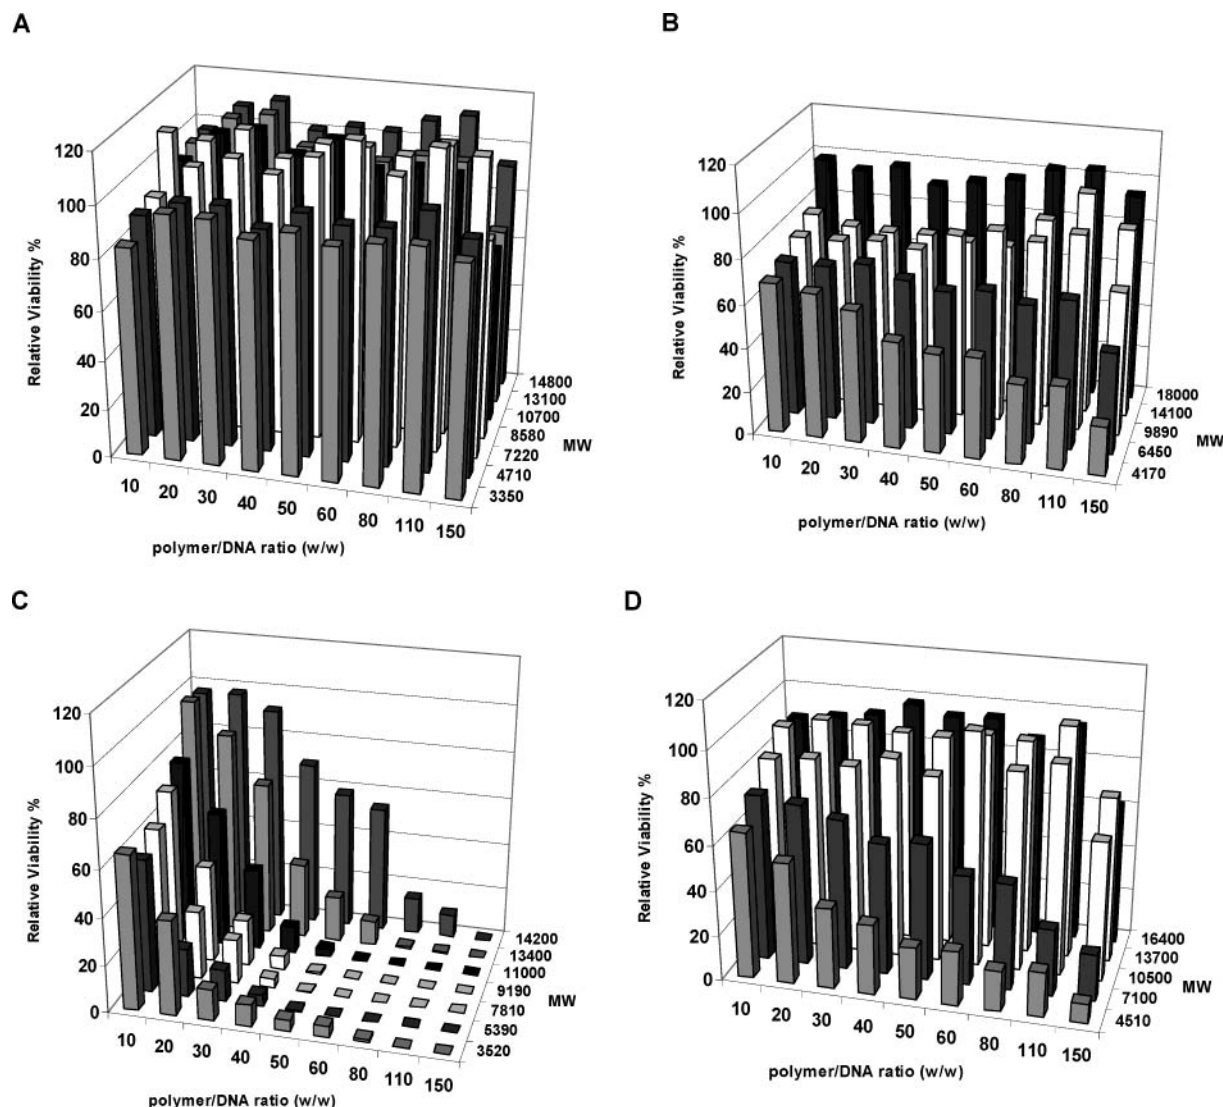 A
Relative Viability %
120
100
80
60
40
20
0
10 20 30 40 50 60 80 110 150
polymer/DNA ratio (w/w)
14800
13100
10700
8580
7220
4710
3350
MW
B
Relative Viability %
120
100
80
60
40
20
0
10 20 30 40 50 60 80 110 150
polymer/DNA ratio (w/w)
18000
14100
9890
6450
4170
MW
C
Relative Viability %
120
100
80
60
40
20
0
10 20 30 40 50 60 80 110 150
polymer/DNA ratio (w/w)
14200
13400
11000
9190
7810
5390
3520
MW
D
Relative Viability %
120
100
80
60
40
20
0
10 20 30 40 50 60 80 110 150
polymer/DNA ratio (w/w)
16400
13700
10500
7100
4510
MW